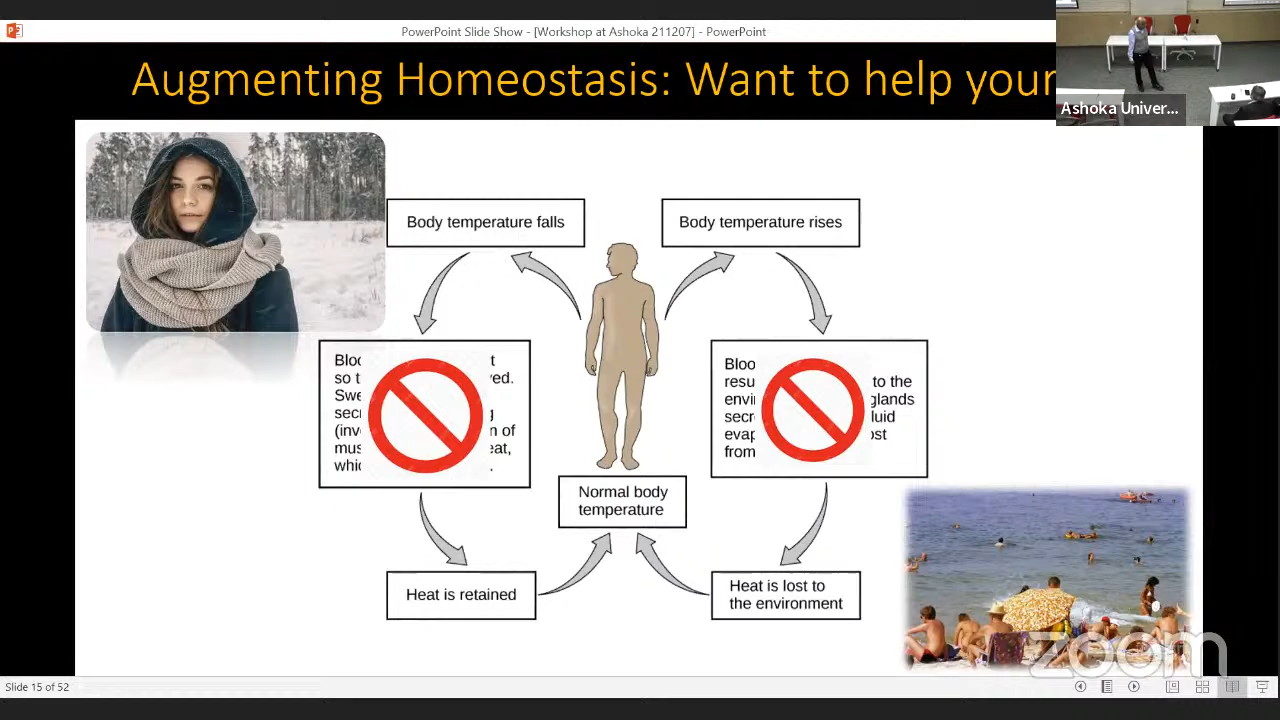 PowerPoint Slide Show - [Workshop at Ashoka 211207] - PowerPoint
Augmenting Homeostasis: Want to help your
Ashoka Univer...
Body temperature falls
Body temperature rises
Normal body
temperature
Heat is retained
Heat is lost to
the environment
zoom
Slide 15 of 52